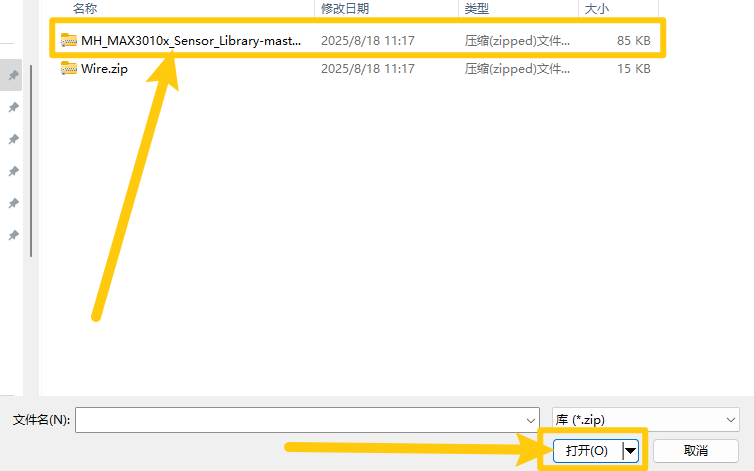 名称 修改日期 类型 大小
MH_MAX3010x_Sensor_Library-mast... 2025/8/18 11:17 压缩(zipped)文件... 85 KB
Wire.zip 2025/8/18 11:17 压缩(zipped)文件... 15 KB
文件名(N): 库 (*.zip)
打开(O) 取消